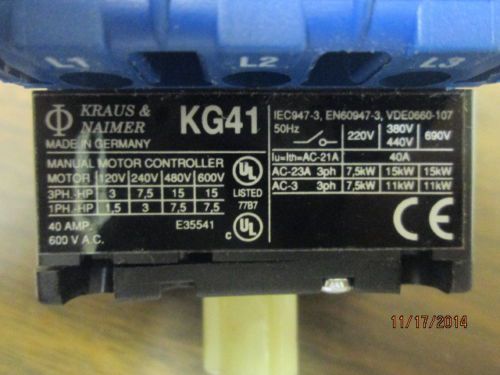 L1 L2 L3
KRAUS & NAIMER KG41
MADE IN GERMANY
MANUAL MOTOR CONTROLLER
MOTOR 120V 240V 480V 600V
3PH.-HP 3 7,5 15 15
1PH.-HP 1,5 3 7,5 7,5
40 AMP. E35541
600 V A.C.
UL
LISTED
77B7
c UL
IEC947-3, EN60947-3, VDE0660-107
50Hz 220V 380V 440V 690V
Iu=Ith=AC-21A 40A
AC-23A 3ph 7,5kW 15kW 15kW
AC-3 3ph 7,5kW 11kW 11kW
CE
11/17/2014